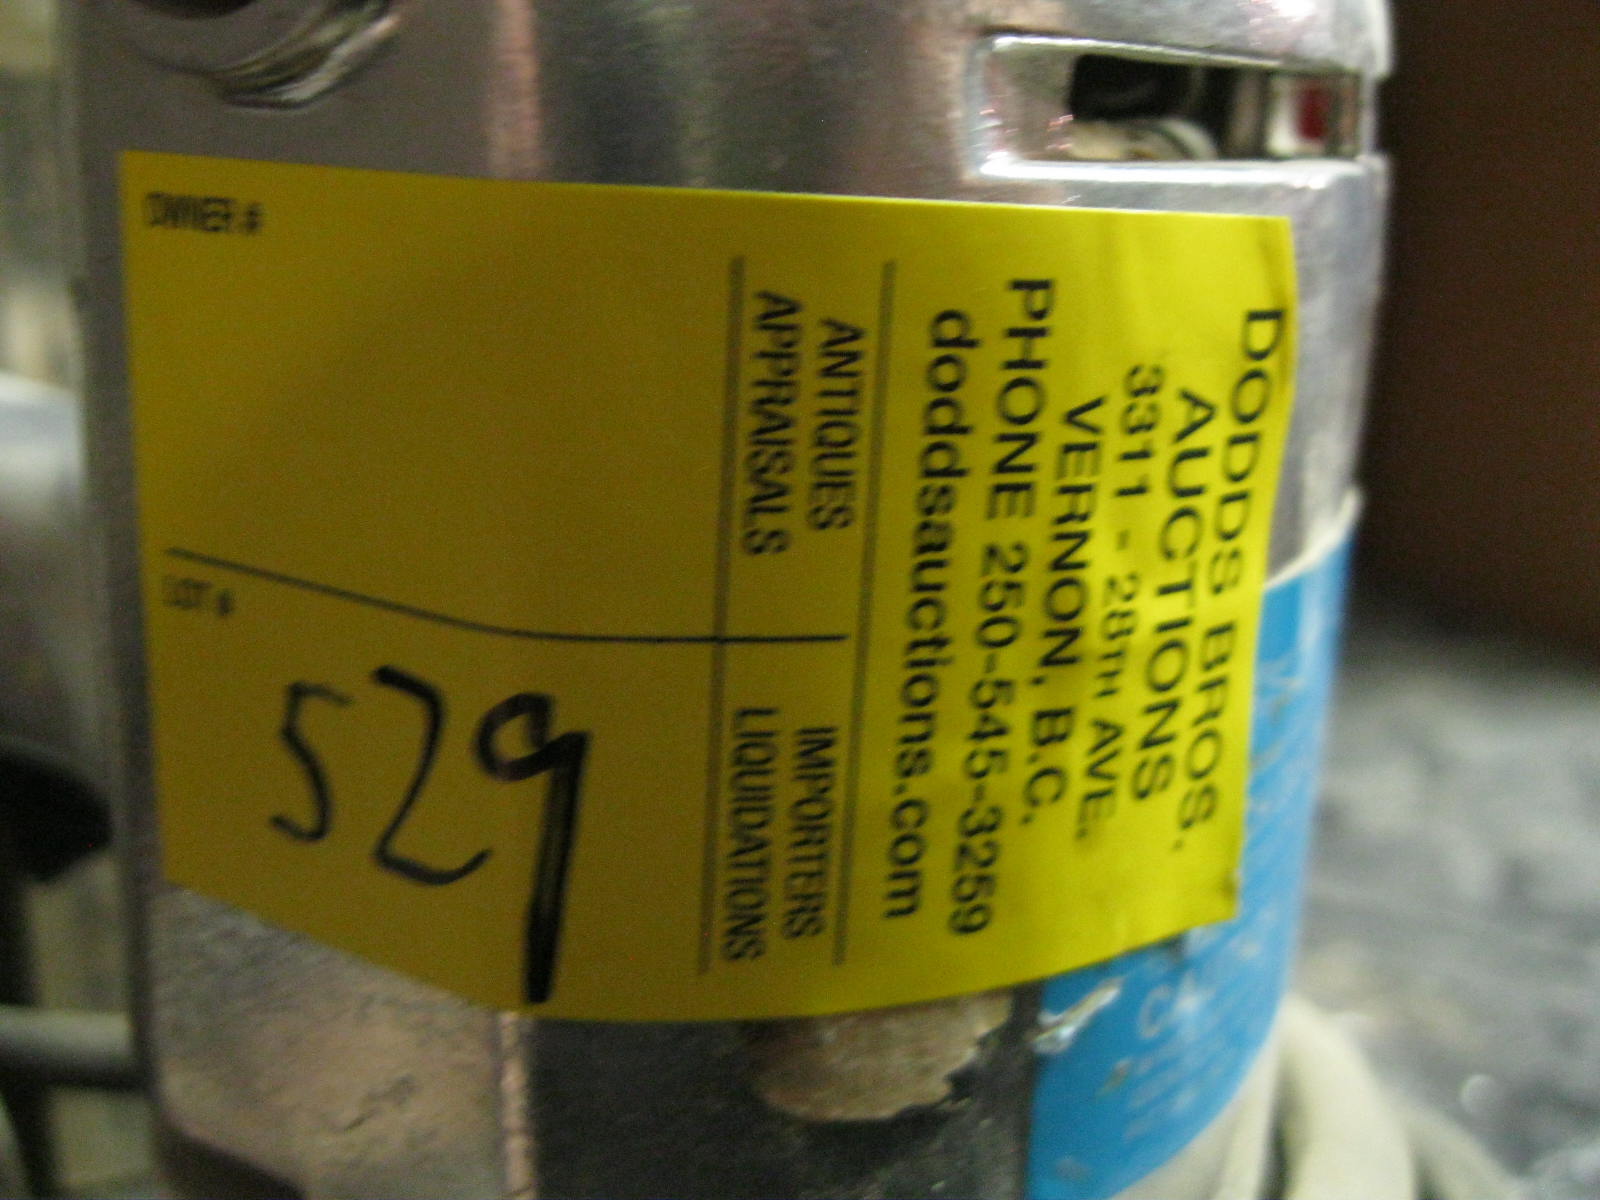 DODDS BROS.
AUCTIONS
3311 - 28TH AVE.
VERNON, B.C.
PHONE 250-545-3259
doddsauctions.com
ANTIQUES
APPRAISALS
IMPORTERS
LIQUIDATIONS
OWNER #
LOT #
529